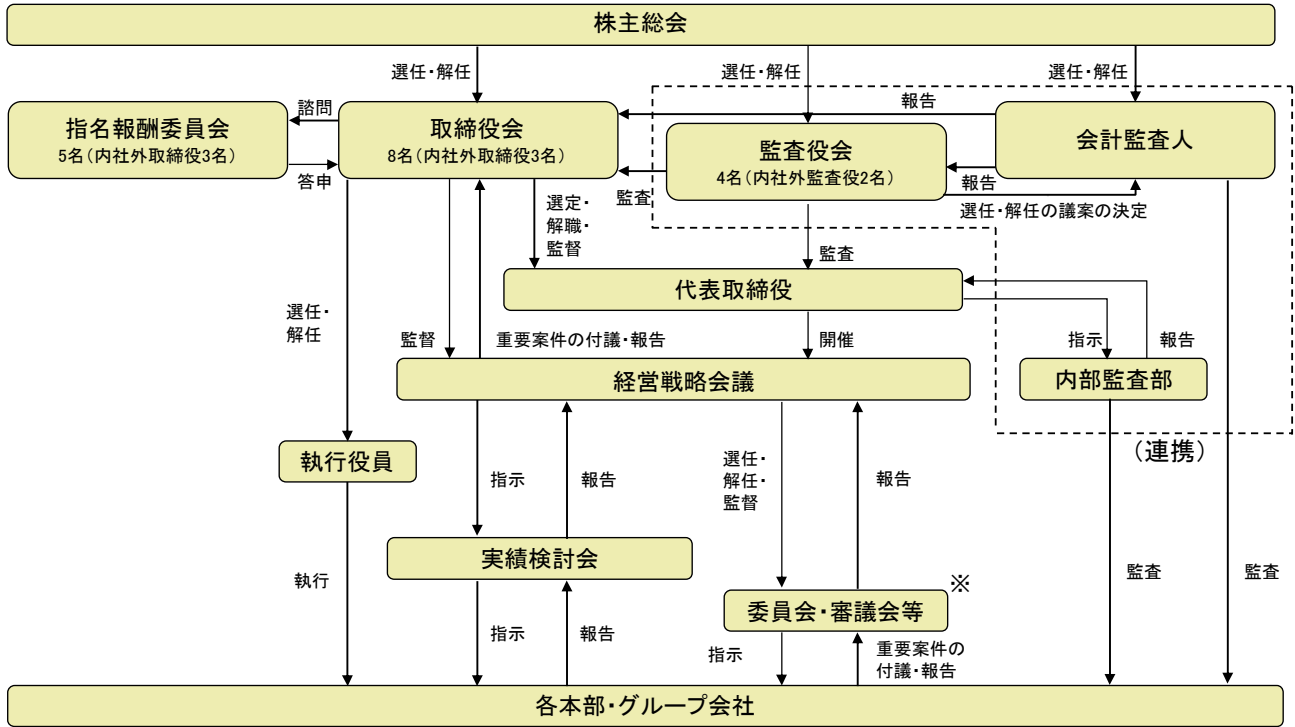 株主総会
選任・解任
選任・解任
選任・解任
諮問
報告
指名報酬委員会
5名(内社外取締役3名)
取締役会
8名(内社外取締役3名)
監査役会
4名(内社外監査役2名)
会計監査人
答申
監査
報告
選任・解任の議案の決定
選定・
解職・
監督
監査
代表取締役
選任・
解任
監督
重要案件の付議・報告
開催
指示
報告
経営戦略会議
内部監査部
(連携)
執行役員
指示
報告
選任・
解任・
監督
報告
実績検討会
執行
監査
監査
委員会・審議会等
※
指示
報告
指示
重要案件の
付議・報告
各本部・グループ会社